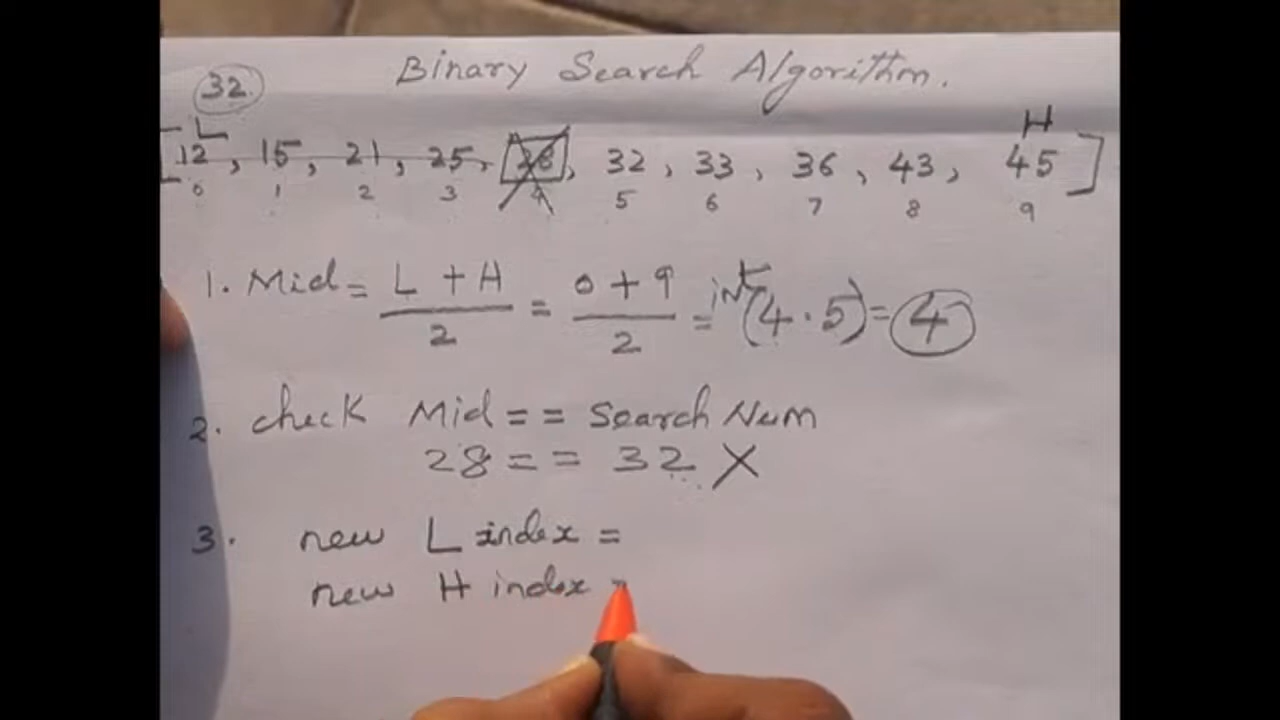 Binary Search Algorithm.
32.
L H
[12, 15, 21, 25, 28, 32, 33, 36, 43, 45]
0 1 2 3 4 5 6 7 8 9
1. Mid = L + H / 2 = 0 + 9 / 2 = int(4.5) = 4
2. check Mid == Search Num
28 == 32 X
3. new L index =
new H index =